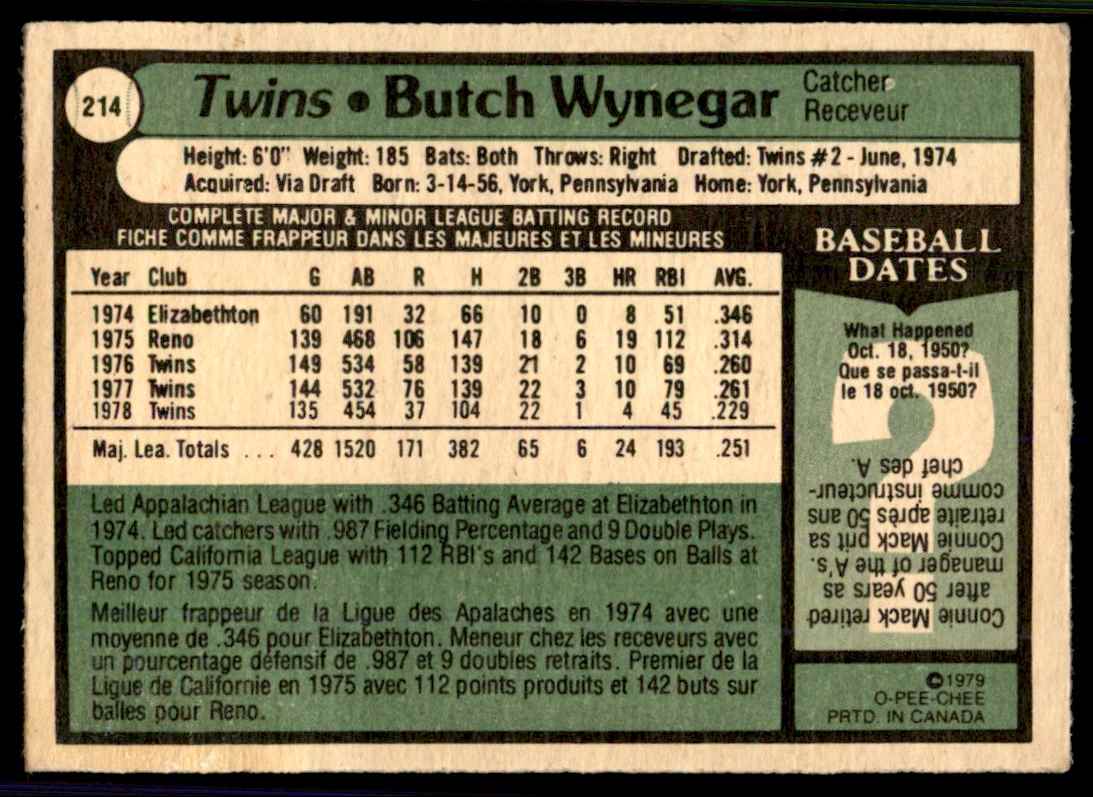 214
Twins • Butch Wynegar
Catcher
Receveur
Height: 6'0" Weight: 185 Bats: Both Throws: Right Drafted: Twins #2 - June, 1974
Acquired: Via Draft Born: 3-14-56, York, Pennsylvania Home: York, Pennsylvania
COMPLETE MAJOR & MINOR LEAGUE BATTING RECORD
FICHE COMME FRAPPEUR DANS LES MAJEURES ET LES MINEURES
Year Club G AB R H 2B 3B HR RBI AVG.
1974 Elizabethton 60 191 32 66 10 0 8 51 .346
1975 Reno 139 468 106 147 18 6 19 112 .314
1976 Twins 149 534 58 139 21 2 10 69 .260
1977 Twins 144 532 76 139 22 3 10 79 .261
1978 Twins 135 454 37 104 22 1 4 45 .229
Maj. Lea. Totals ... 428 1520 171 382 65 6 24 193 .251
Led Appalachian League with .346 Batting Average at Elizabethton in
1974. Led catchers with .987 Fielding Percentage and 9 Double Plays.
Topped California League with 112 RBI's and 142 Bases on Balls at
Reno for 1975 season.
Meilleur frappeur de la Ligue des Apalaches en 1974 avec une
moyenne de .346 pour Elizabethton. Meneur chez les receveurs avec
un pourcentage défensif de .987 et 9 doubles retraits. Premier de la
Ligue de Californie en 1975 avec 112 points produits et 142 buts sur
balles pour Reno.
BASEBALL
DATES
What Happened
Oct. 18, 1950?
Que se passa-t-il
le 18 oct. 1950?
Connie Mack retired
after 50 years as
manager of the A's.
Connie Mack prit sa
retraite après 50 ans
comme instructeur-
chef des A.
©1979
O-PEE-CHEE
PRTD. IN CANADA